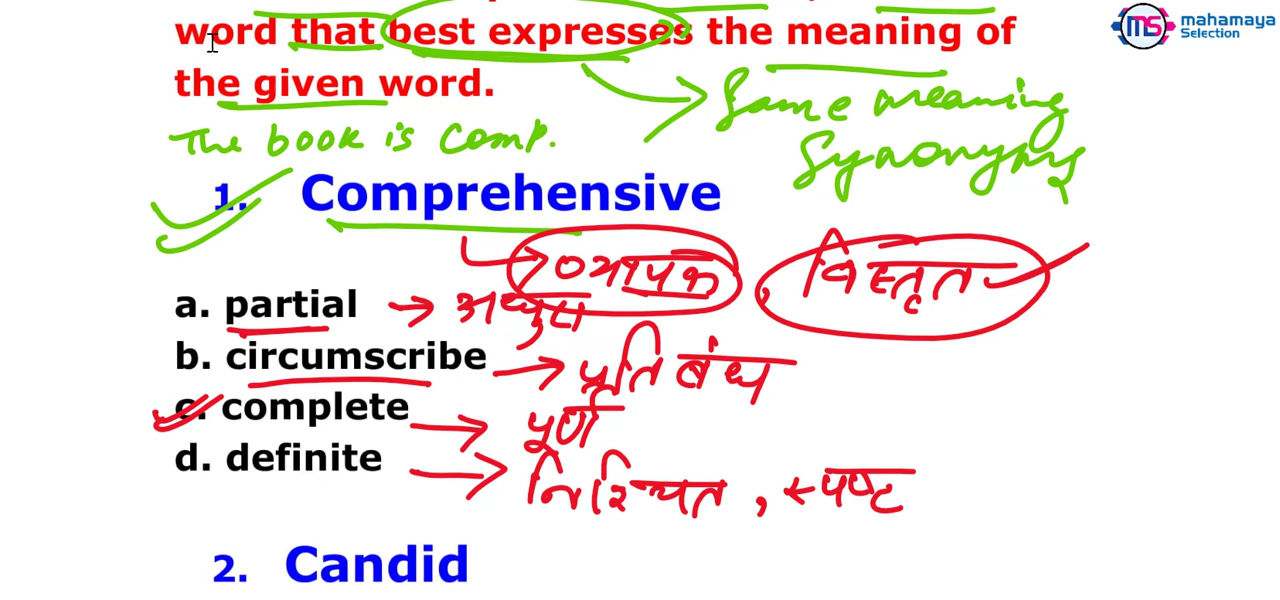 word that best expresses the meaning of
the given word.
mahamaya
Selection
Same meaning
Synonyms
The book is Comp.
1. Comprehensive
व्यापक, विस्तृत
a. partial → अधूरा
b. circumscribe → प्रतिबंध
c. complete → पूर्ण
d. definite → निश्चित, स्पष्ट
2. Candid